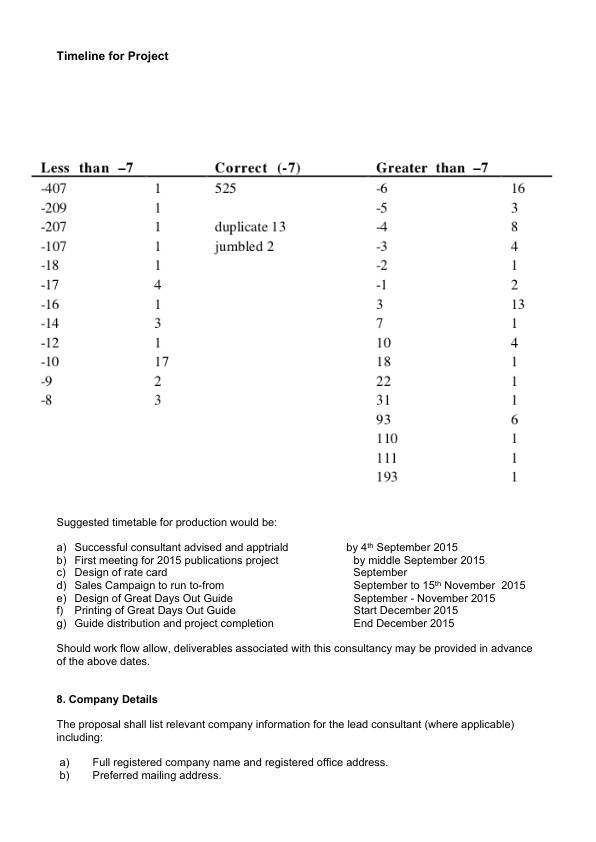 Timeline for Project
Less than –7 Correct (-7) Greater than –7
-407 1 525 -6 16
-209 1 -5 3
-207 1 duplicate 13 -4 8
-107 1 jumbled 2 -3 4
-18 1 -2 1
-17 4 -1 2
-16 1 3 13
-14 3 7 1
-12 1 10 4
-10 17 18 1
-9 2 22 1
-8 3 31 1
93 6
110 1
111 1
193 1
Suggested timetable for production would be:
a) Successful consultant advised and apptriald by 4th September 2015
b) First meeting for 2015 publications project by middle September 2015
c) Design of rate card September
d) Sales Campaign to run to-from September to 15th November 2015
e) Design of Great Days Out Guide September - November 2015
f) Printing of Great Days Out Guide Start December 2015
g) Guide distribution and project completion End December 2015
Should work flow allow, deliverables associated with this consultancy may be provided in advance
of the above dates.
8. Company Details
The proposal shall list relevant company information for the lead consultant (where applicable)
including:
a) Full registered company name and registered office address.
b) Preferred mailing address.